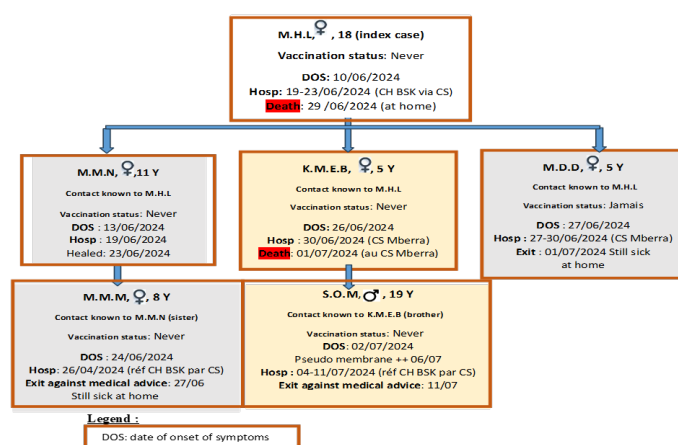 M.H.L,♀, 18 (index case)
Vaccination status: Never
DOS: 10/06/2024
Hosp: 19-23/06/2024 (CH BSK via CS)
Death: 29 /06/2024 (at home)
M.M.N, ♀,11 Y
Contact known to M.H.L
Vaccination status: Never
DOS : 13/06/2024
Hosp : 19/06/2024
Healed: 23/06/2024
K.M.E.B, ♀, 5 Y
Contact known to M.H.L
Vaccination status: Never
DOS: 26/06/2024
Hosp : 30/06/2024 (CS Mberra)
Death: 01/07/2024 (au CS Mberra)
M.D.D, ♀, 5 Y
Contact known to M.H.L
Vaccination status: Jamais
DOS : 27/06/2024
Hosp : 27-30/06/2024 (CS Mberra)
Exit : 01/07/2024 Still sick
at home
M.M.M, ♀, 8 Y
Contact known to M.M.N (sister)
Vaccination status: Never
DOS : 24/06/2024
Hosp: 26/04/2024 (réf CH BSK par CS)
Exit against medical advice: 27/06
Still sick at home
S.O.M,♂, 19 Y
Contact known to K.M.E.B (brother)
Vaccination status: Never
DOS: 02/07/2024
Pseudo membrane ++ 06/07
Hosp : 04-11/07/2024 (réf CH BSK par CS)
Exit against medical advice: 11/07
Legend :
DOS: date of onset of symptoms